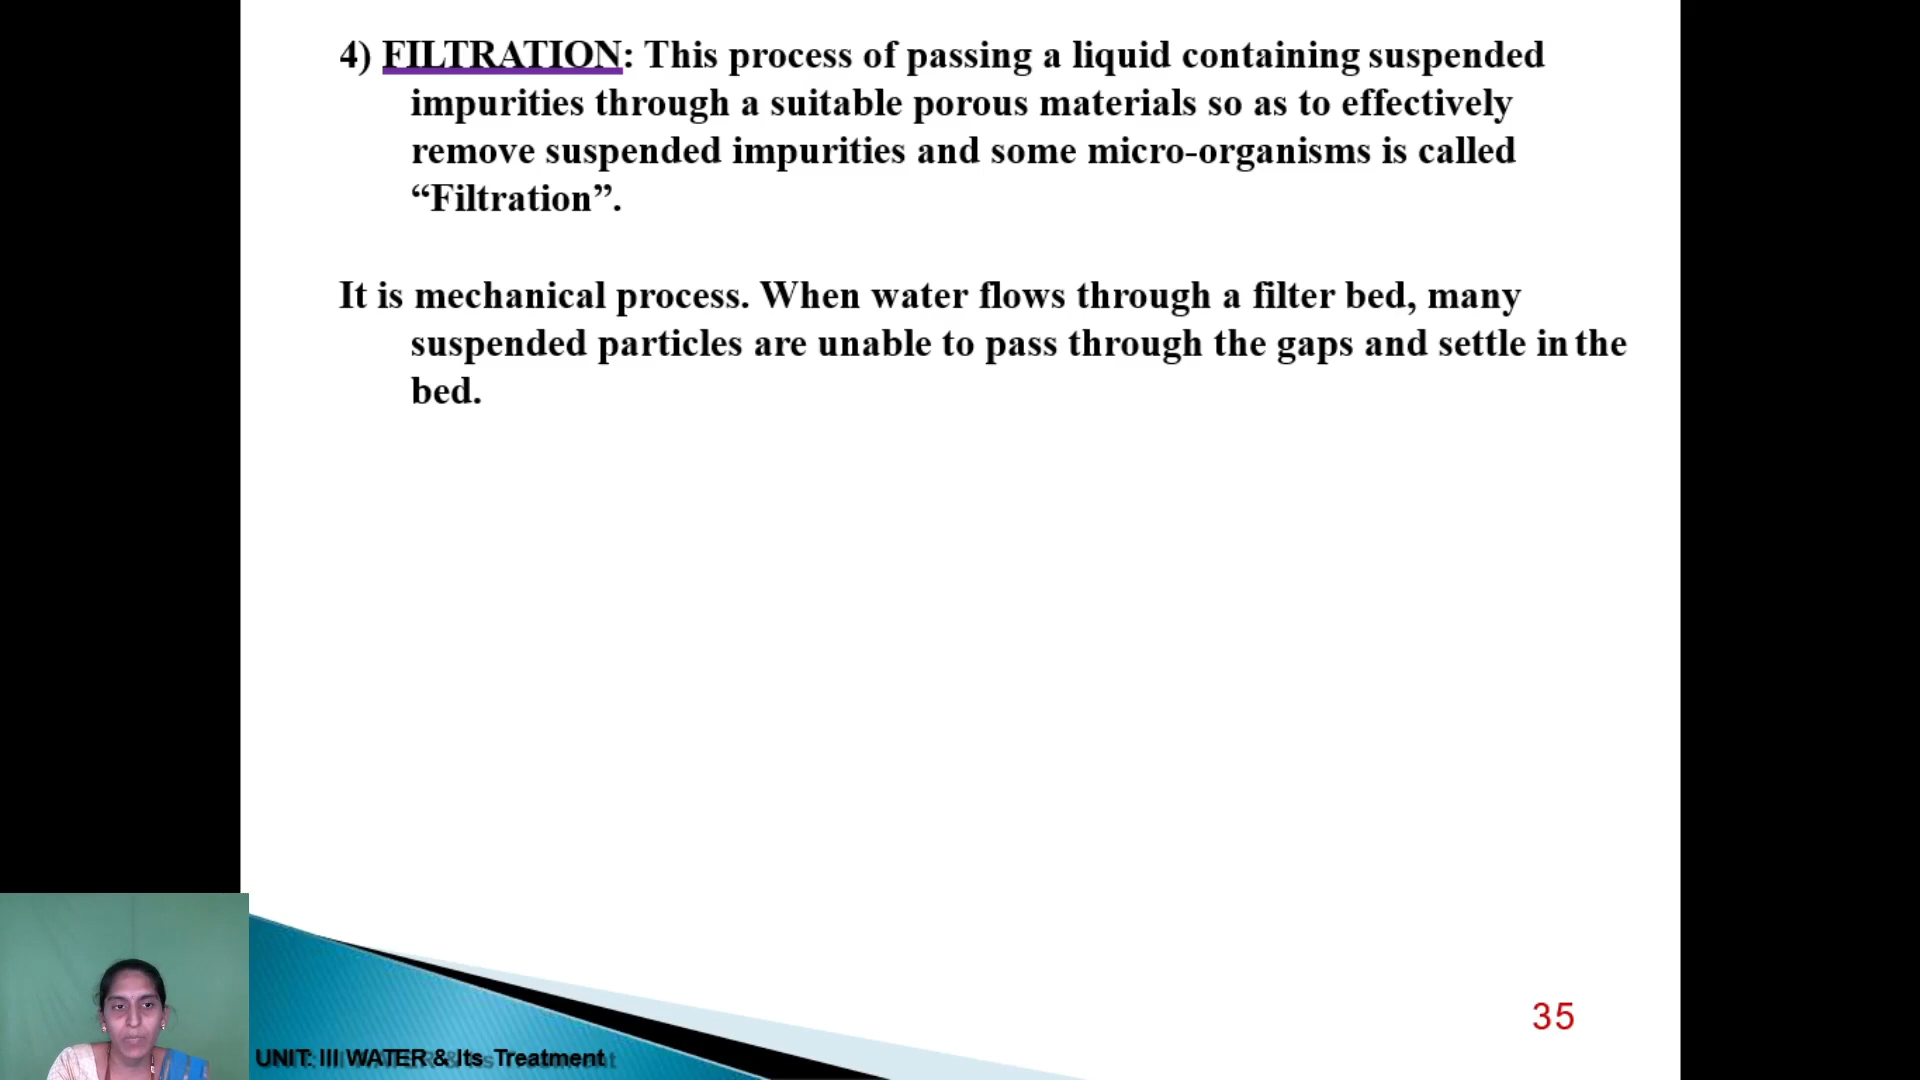 4) FILTRATION: This process of passing a liquid containing suspended
impurities through a suitable porous materials so as to effectively
remove suspended impurities and some micro-organisms is called
“Filtration”.
It is mechanical process. When water flows through a filter bed, many
suspended particles are unable to pass through the gaps and settle in the
bed.
35
UNIT: III WATER & Its Treatment